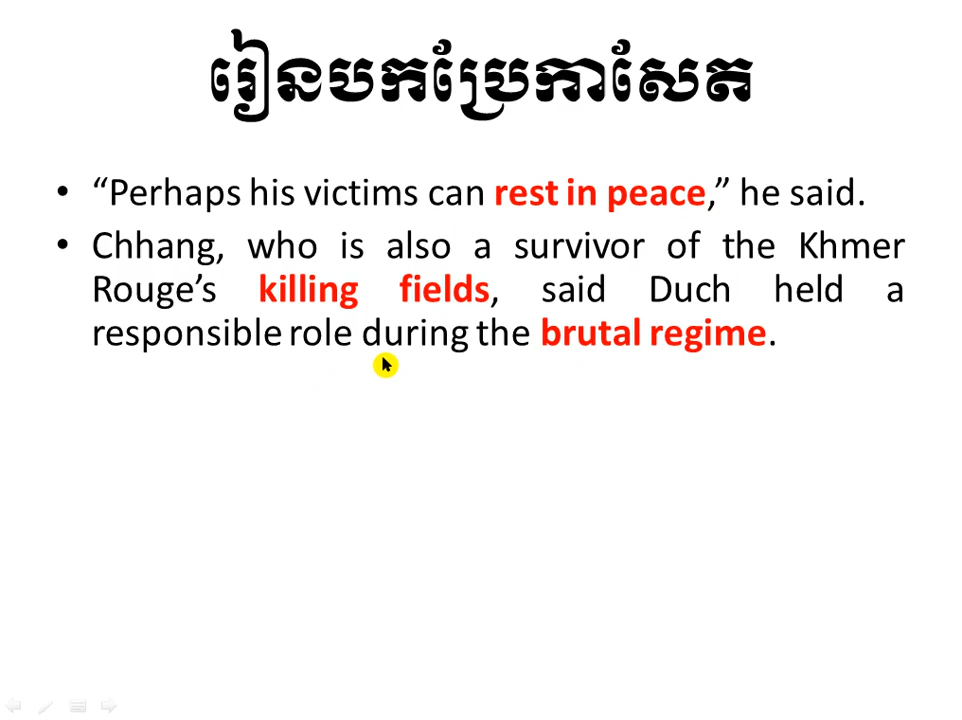 រៀនបកប្រែកាសែត
• “Perhaps his victims can rest in peace,” he said.
• Chhang, who is also a survivor of the Khmer
Rouge’s killing fields, said Duch held a
responsible role during the brutal regime.